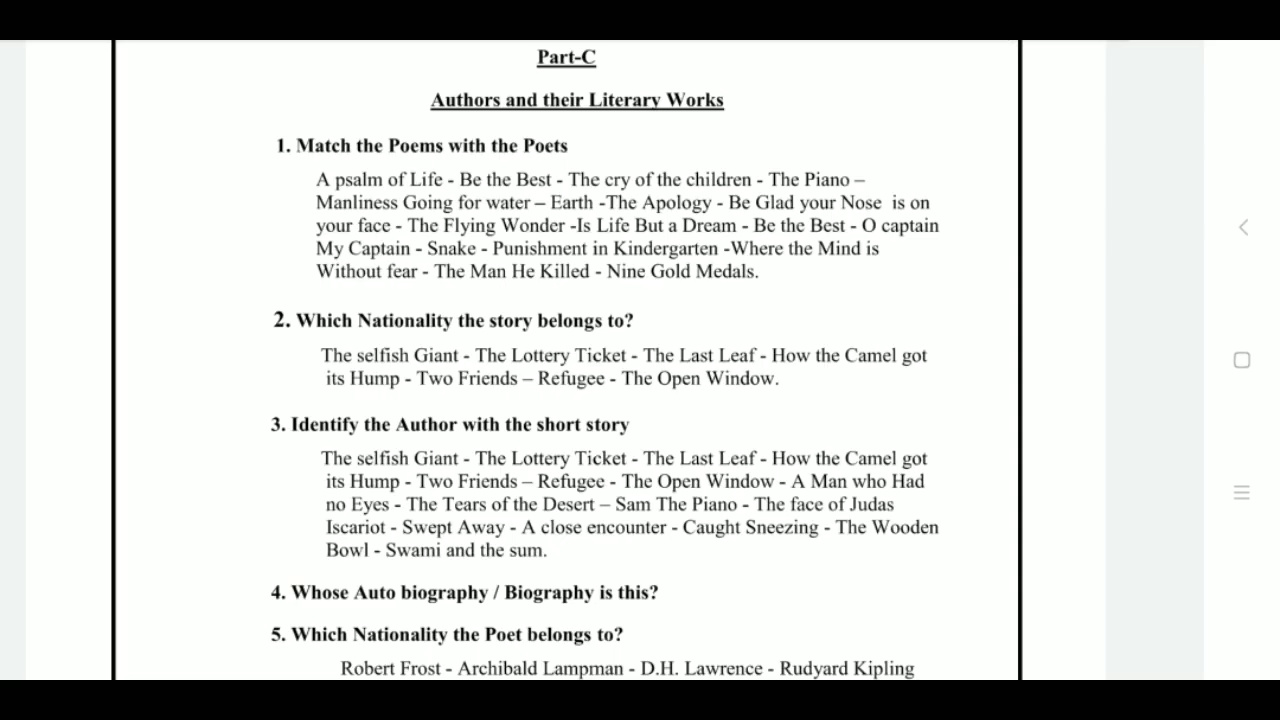 Part-C
Authors and their Literary Works
1. Match the Poems with the Poets
A psalm of Life - Be the Best - The cry of the children - The Piano –
Manliness Going for water – Earth -The Apology - Be Glad your Nose is on
your face - The Flying Wonder -Is Life But a Dream - Be the Best - O captain
My Captain - Snake - Punishment in Kindergarten -Where the Mind is
Without fear - The Man He Killed - Nine Gold Medals.
2. Which Nationality the story belongs to?
The selfish Giant - The Lottery Ticket - The Last Leaf - How the Camel got
its Hump - Two Friends – Refugee - The Open Window.
3. Identify the Author with the short story
The selfish Giant - The Lottery Ticket - The Last Leaf - How the Camel got
its Hump - Two Friends – Refugee - The Open Window - A Man who Had
no Eyes - The Tears of the Desert – Sam The Piano - The face of Judas
Iscariot - Swept Away - A close encounter - Caught Sneezing - The Wooden
Bowl - Swami and the sum.
4. Whose Auto biography / Biography is this?
5. Which Nationality the Poet belongs to?
Robert Frost - Archibald Lampman - D.H. Lawrence - Rudyard Kipling